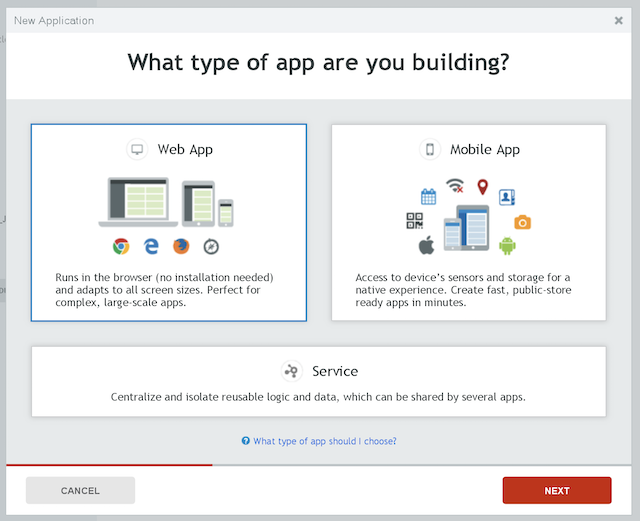 New Application
What type of app are you building?
Web App
Runs in the browser (no installation needed)
and adapts to all screen sizes. Perfect for
complex, large-scale apps.
Mobile App
Access to device's sensors and storage for a
native experience. Create fast, public-store
ready apps in minutes.
Service
Centralize and isolate reusable logic and data, which can be shared by several apps.
What type of app should I choose?
CANCEL
NEXT